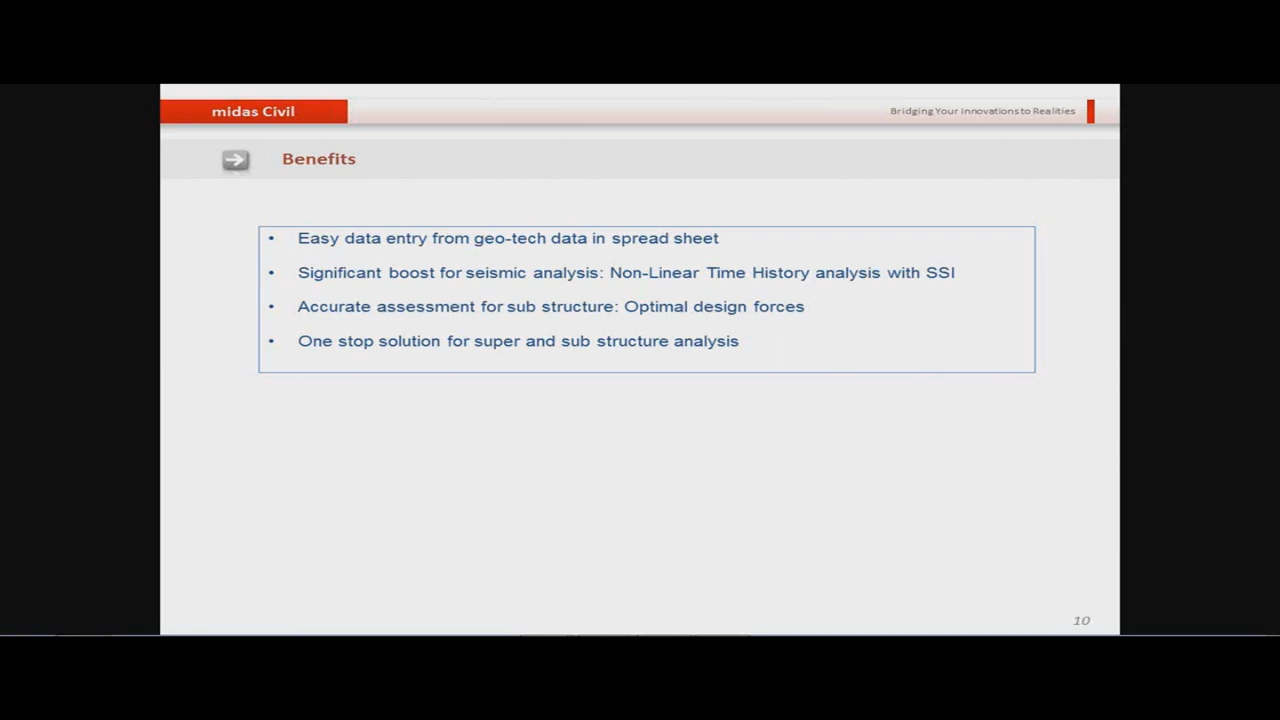 midas Civil
Bridging Your Innovations to Realities
Benefits
• Easy data entry from geo-tech data in spread sheet
• Significant boost for seismic analysis: Non-Linear Time History analysis with SSI
• Accurate assessment for sub structure: Optimal design forces
• One stop solution for super and sub structure analysis
10